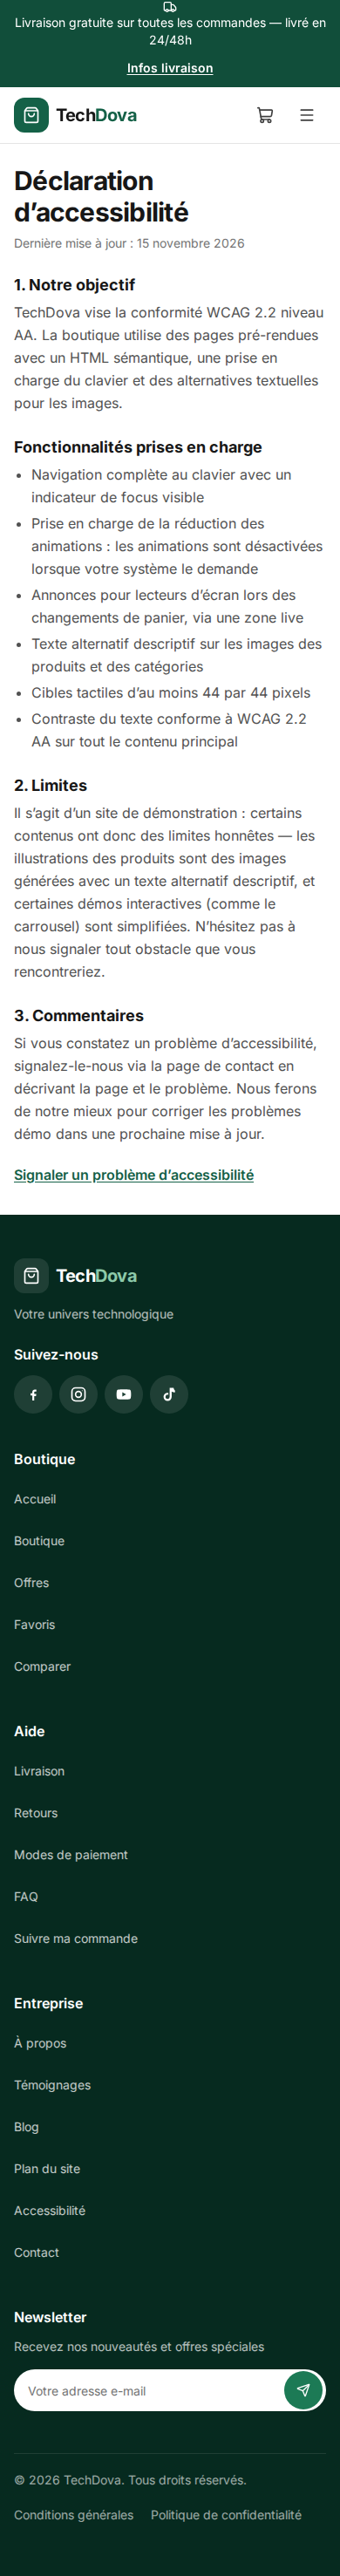 Livraison gratuite sur toutes les commandes — livré en
24/48h
Infos livraison
TechDova
Déclaration
d’accessibilité
Dernière mise à jour : 15 novembre 2026
1. Notre objectif
TechDova vise la conformité WCAG 2.2 niveau
AA. La boutique utilise des pages pré-rendues
avec un HTML sémantique, une prise en
charge du clavier et des alternatives textuelles
pour les images.
Fonctionnalités prises en charge
• Navigation complète au clavier avec un
indicateur de focus visible
• Prise en charge de la réduction des
animations : les animations sont désactivées
lorsque votre système le demande
• Annonces pour lecteurs d’écran lors des
changements de panier, via une zone live
• Texte alternatif descriptif sur les images des
produits et des catégories
• Cibles tactiles d’au moins 44 par 44 pixels
• Contraste du texte conforme à WCAG 2.2
AA sur tout le contenu principal
2. Limites
Il s’agit d’un site de démonstration : certains
contenus ont donc des limites honnêtes — les
illustrations des produits sont des images
générées avec un texte alternatif descriptif, et
certaines démos interactives (comme le
carrousel) sont simplifiées. N’hésitez pas à
nous signaler tout obstacle que vous
rencontreriez.
3. Commentaires
Si vous constatez un problème d’accessibilité,
signalez-le-nous via la page de contact en
décrivant la page et le problème. Nous ferons
de notre mieux pour corriger les problèmes
démo dans une prochaine mise à jour.
Signaler un problème d’accessibilité
TechDova
Votre univers technologique
Suivez-nous
Boutique
Accueil
Boutique
Offres
Favoris
Comparer
Aide
Livraison
Retours
Modes de paiement
FAQ
Suivre ma commande
Entreprise
À propos
Témoignages
Blog
Plan du site
Accessibilité
Contact
Newsletter
Recevez nos nouveautés et offres spéciales
Votre adresse e-mail
© 2026 TechDova. Tous droits réservés.
Conditions générales Politique de confidentialité